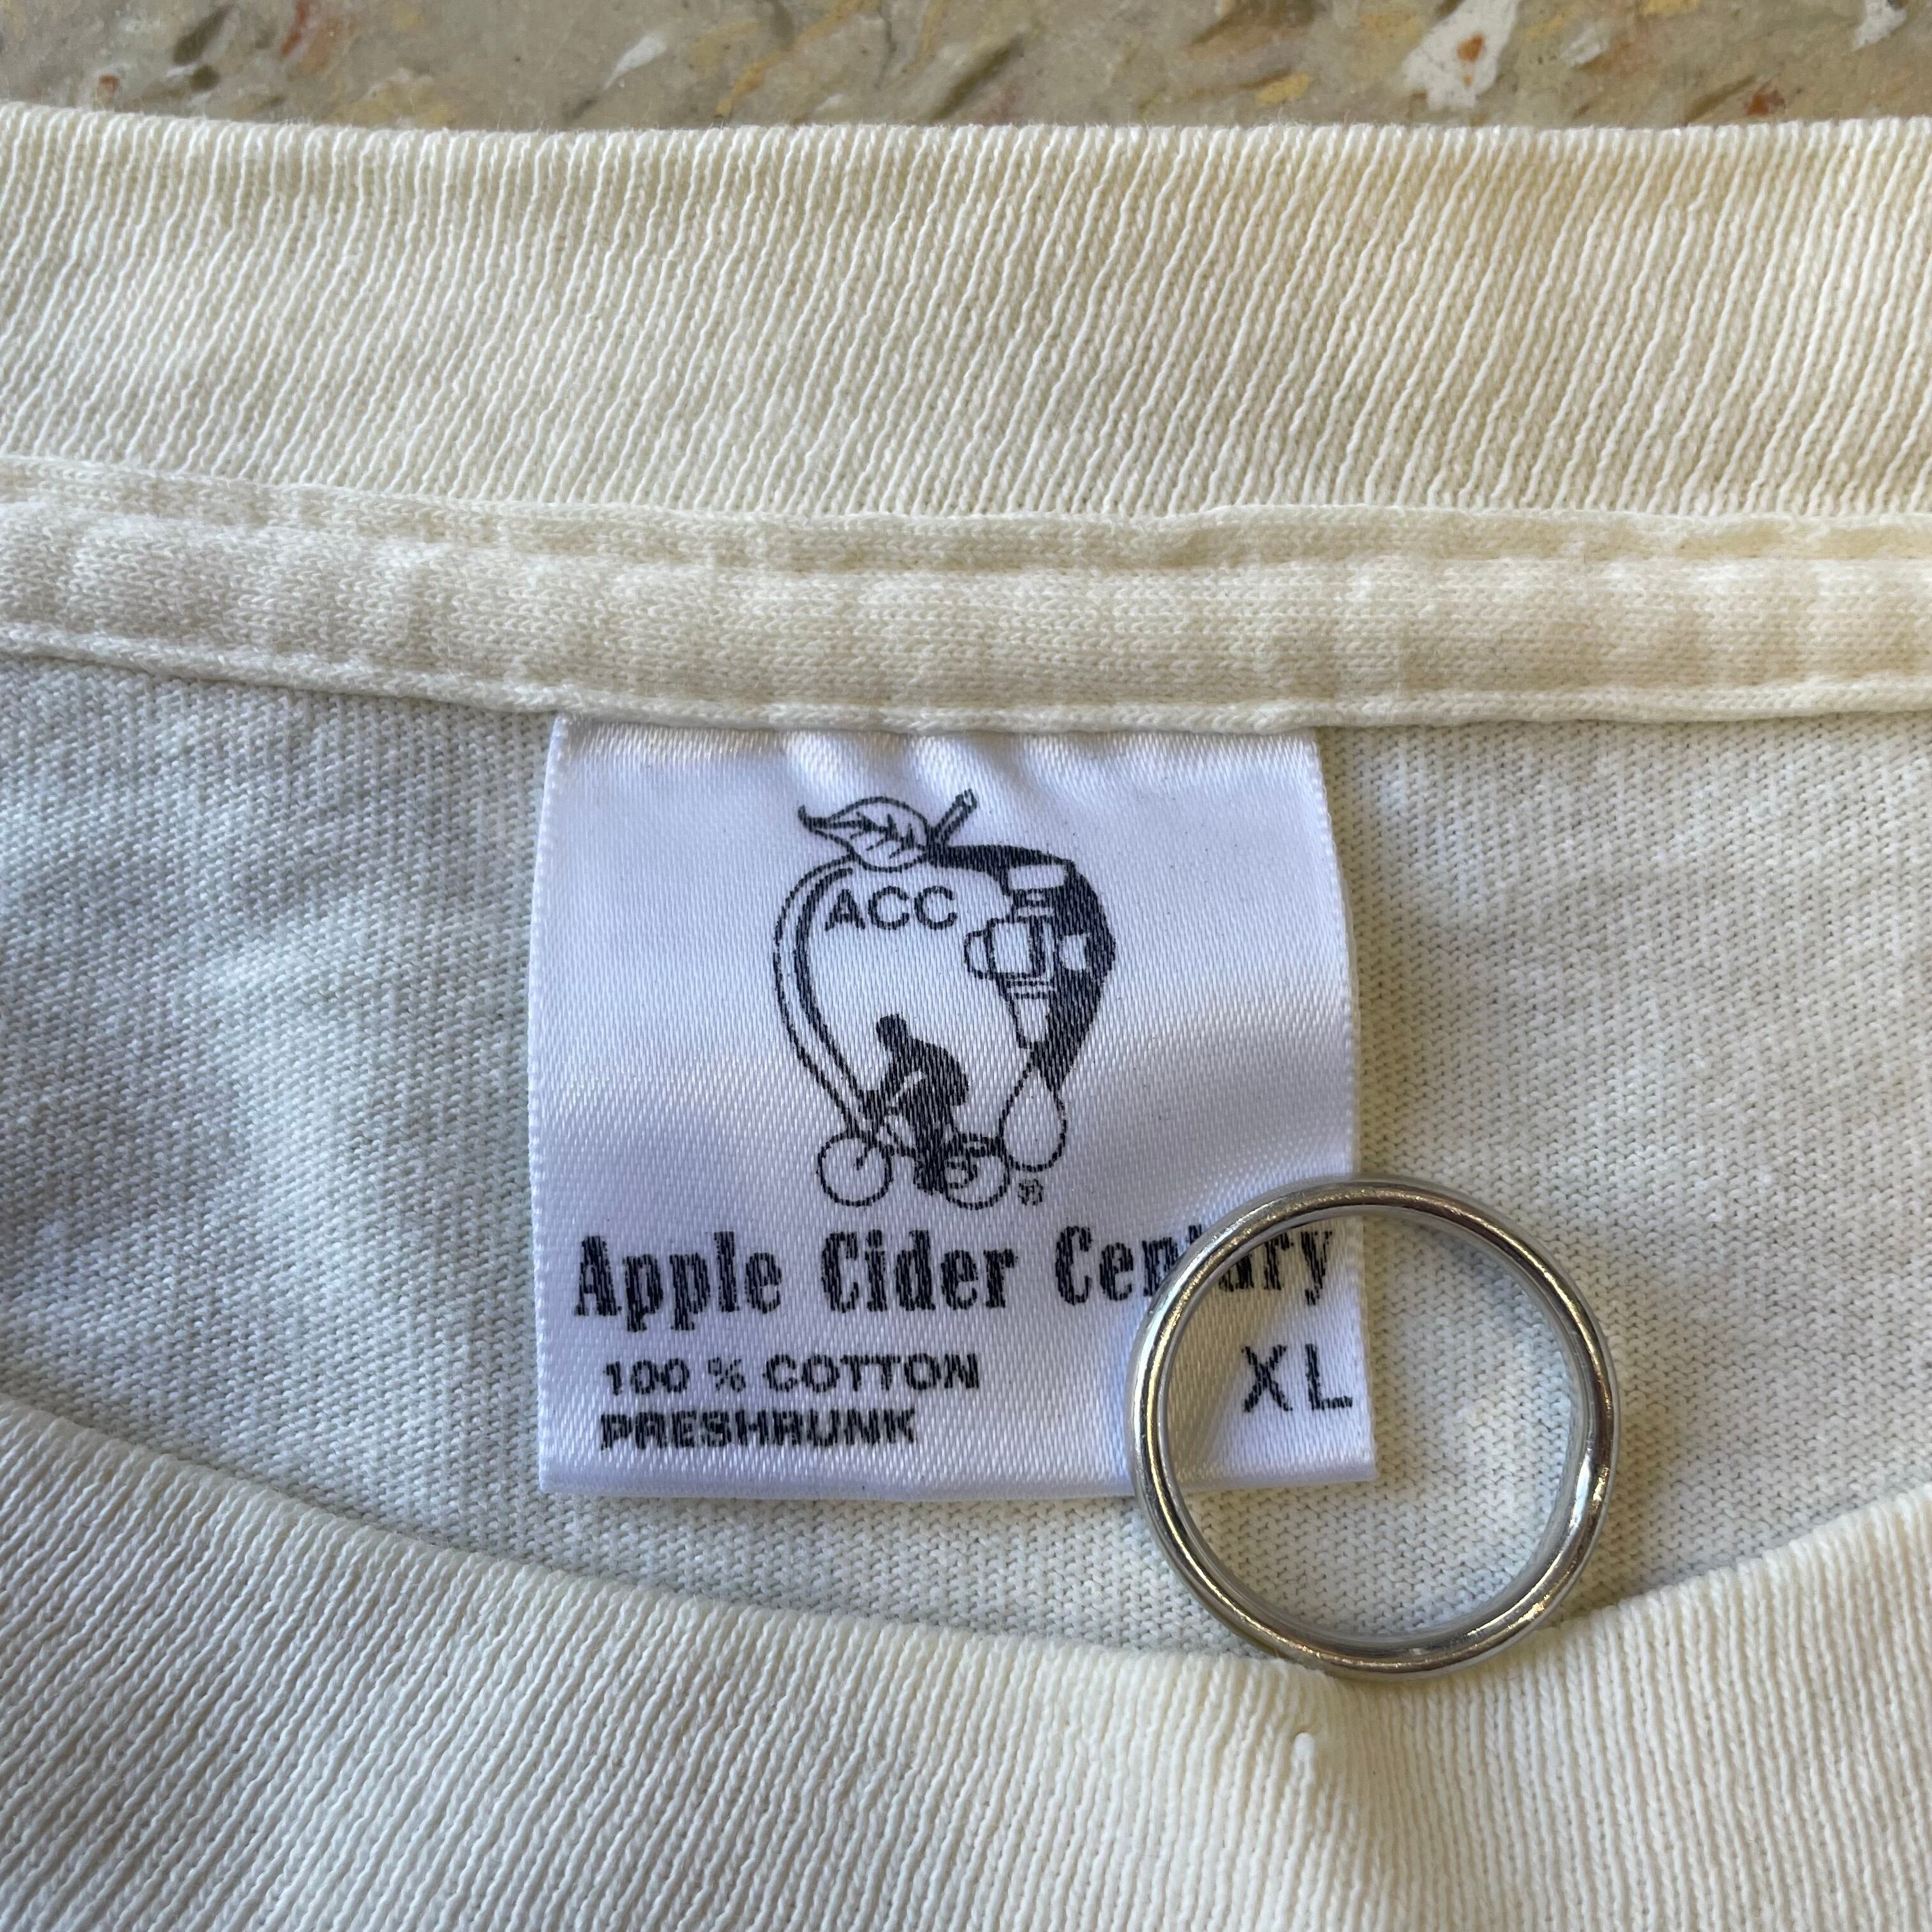 ACC
®
Apple Cider Century
100 % COTTON XL
PRESHRUNK